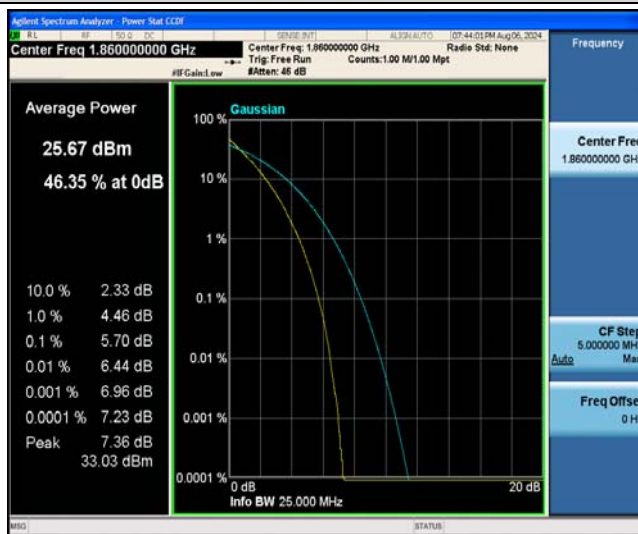 Agilent Spectrum Analyzer - Power Stat CCDF
RL RF 50 Ω DC SENSE:INT ALIGN AUTO 07:44:01 PM Aug 06, 2024
Center Freq 1.860000000 GHz
Center Freq: 1.860000000 GHz Radio Std: None
Trig: Free Run Counts:1.00 M/1.00 Mpt
#IFGain:Low #Atten: 46 dB
Frequency
Average Power
25.67 dBm
46.35 % at 0dB
10.0 % 2.33 dB
1.0 % 4.46 dB
0.1 % 5.70 dB
0.01 % 6.44 dB
0.001 % 6.96 dB
0.0001 % 7.23 dB
Peak 7.36 dB
33.03 dBm
Gaussian
100 %
10 %
1 %
0.1 %
0.01 %
0.001 %
0.0001 %
0 dB 20 dB
Info BW 25.000 MHz
Center Fre
1.860000000 GH
CF Step
5.000000 MH
Auto Ma
Freq Offse
0 H
MSG STATUS